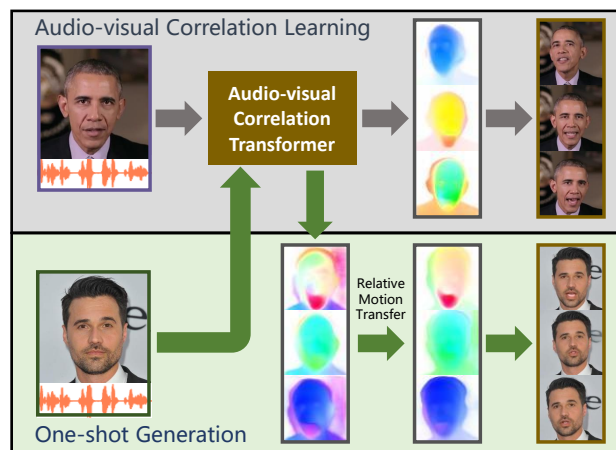 Audio-visual Correlation Learning
Audio-visual
Correlation
Transformer
Relative
Motion
Transfer
One-shot Generation